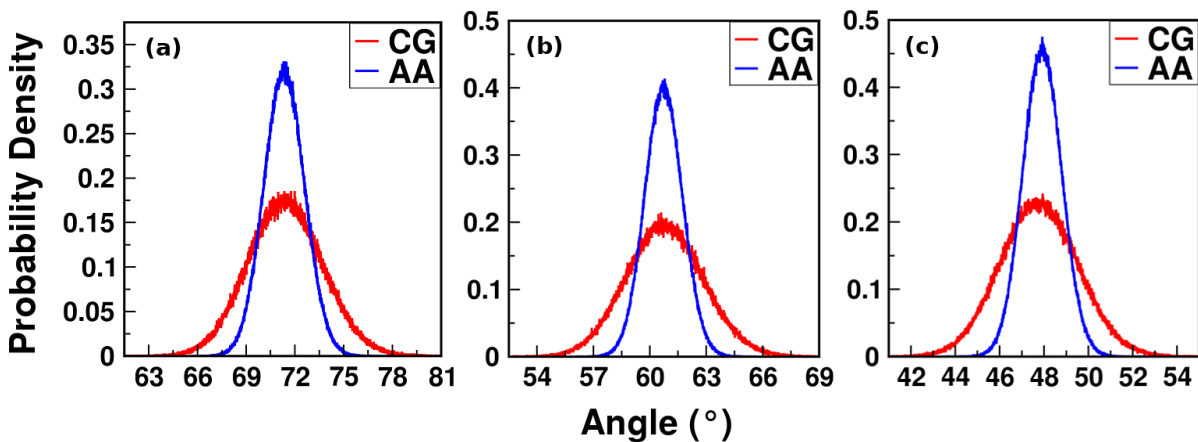 Probability Density
(a)
CG
AA
0.35
0.3
0.25
0.2
0.15
0.1
0.05
0
63 66 69 72 75 78 81
(b)
CG
AA
0.5
0.4
0.3
0.2
0.1
0
54 57 60 63 66 69
(c)
CG
AA
0.5
0.4
0.3
0.2
0.1
0
42 44 46 48 50 52 54
Angle (°)